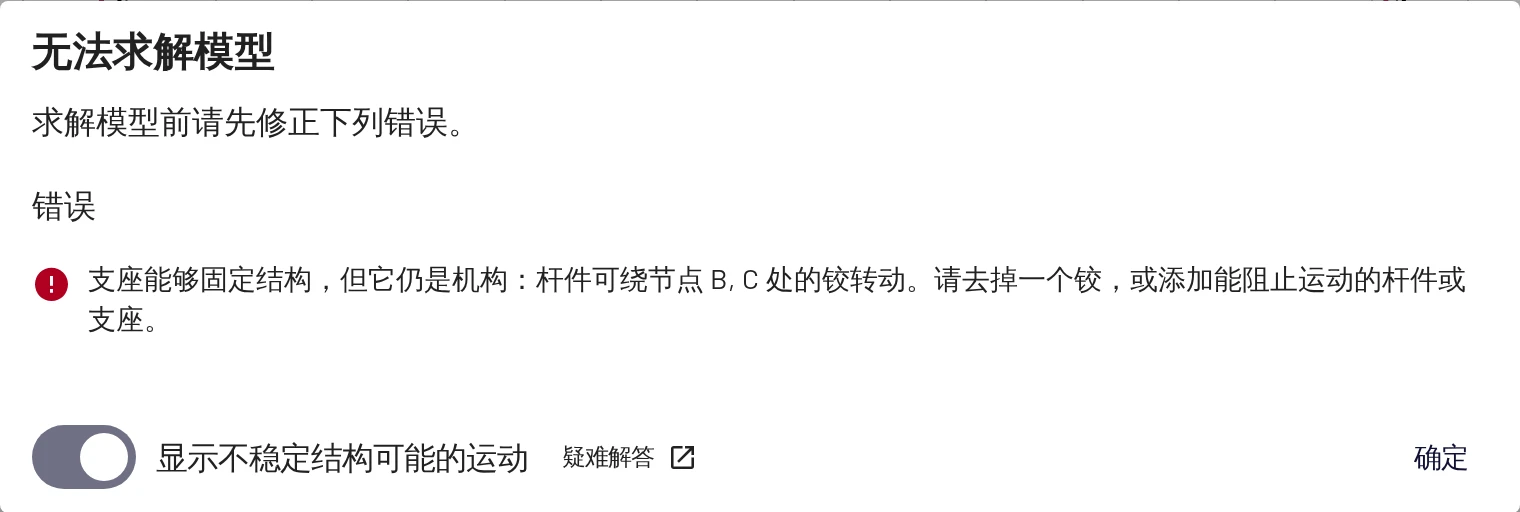 无法求解模型
求解模型前请先修正下列错误。
错误
支座能够固定结构，但它仍是机构：杆件可绕节点 B, C 处的铰转动。请去掉一个铰，或添加能阻止运动的杆件或
支座。
显示不稳定结构可能的运动 疑难解答 确定